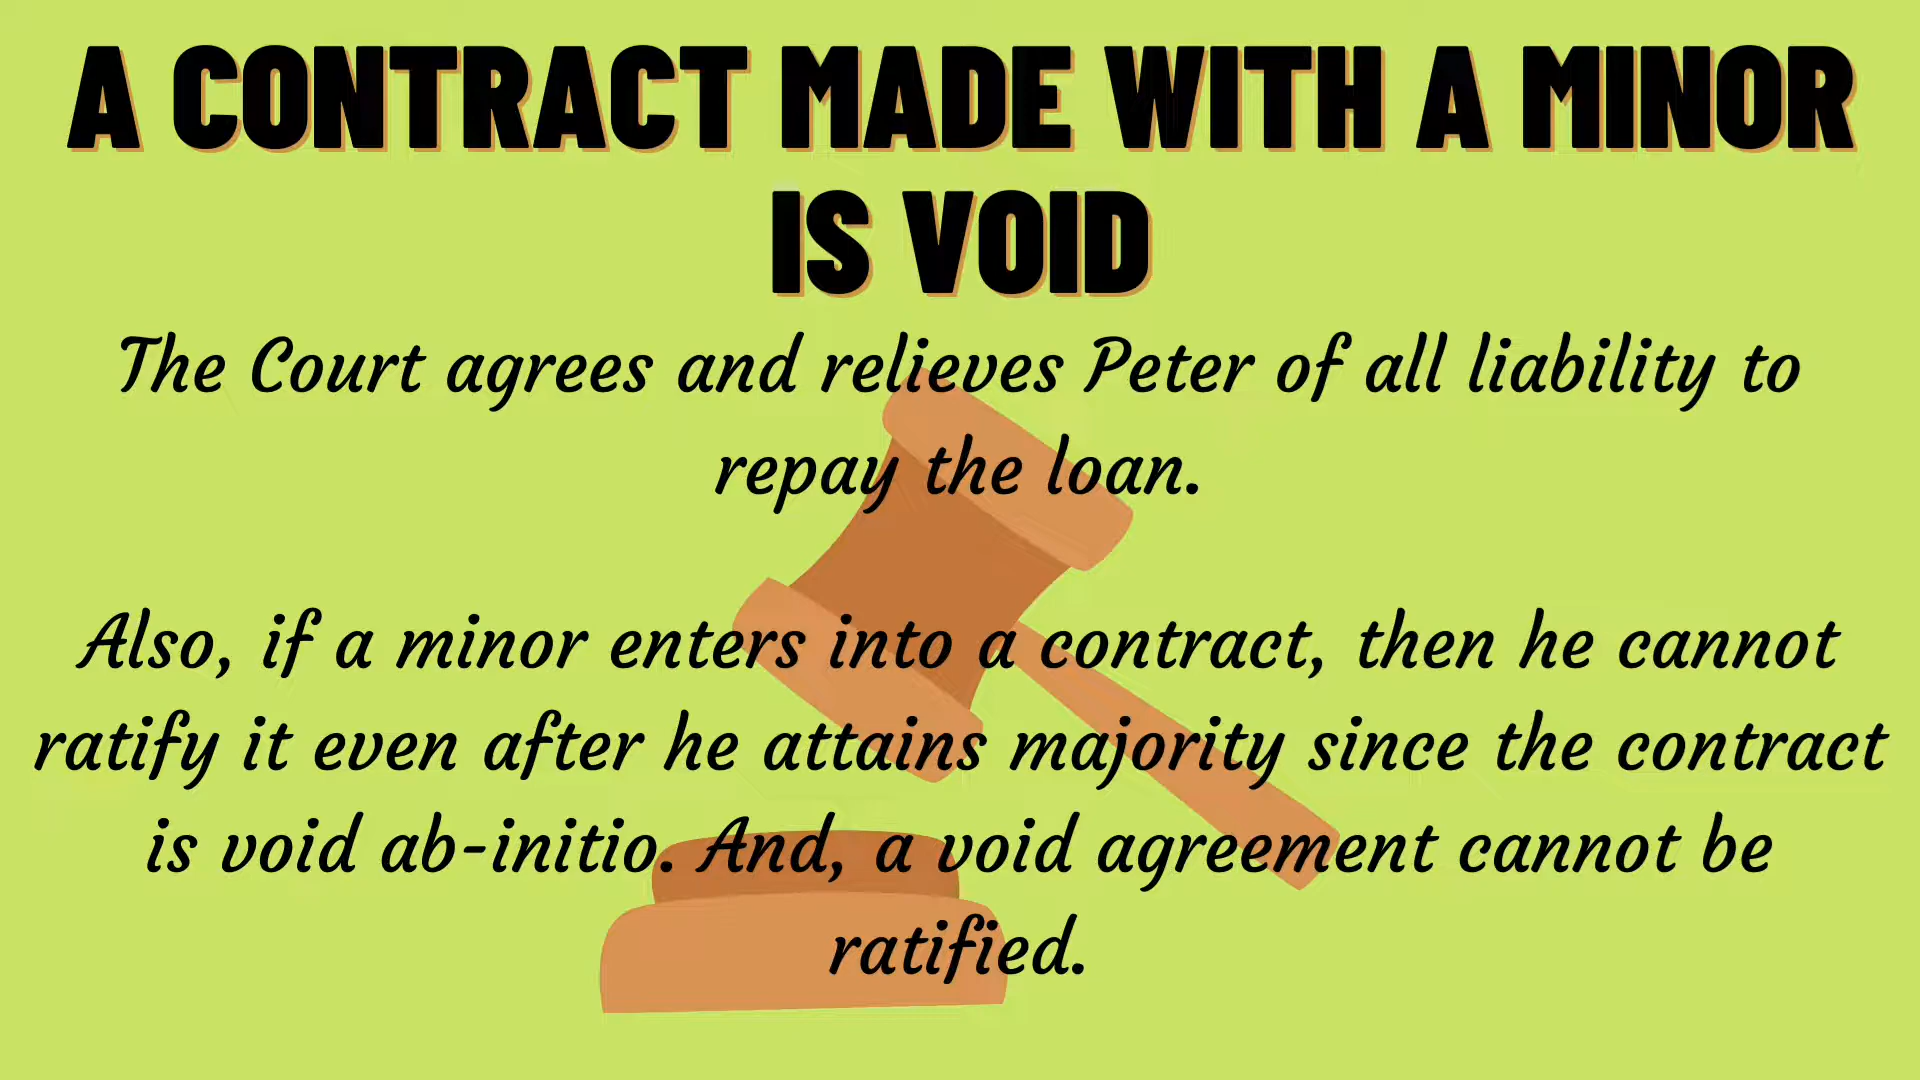 A CONTRACT MADE WITH A MINOR
IS VOID
The Court agrees and relieves Peter of all liability to
repay the loan.
Also, if a minor enters into a contract, then he cannot
ratify it even after he attains majority since the contract
is void ab-initio. And, a void agreement cannot be
ratified.